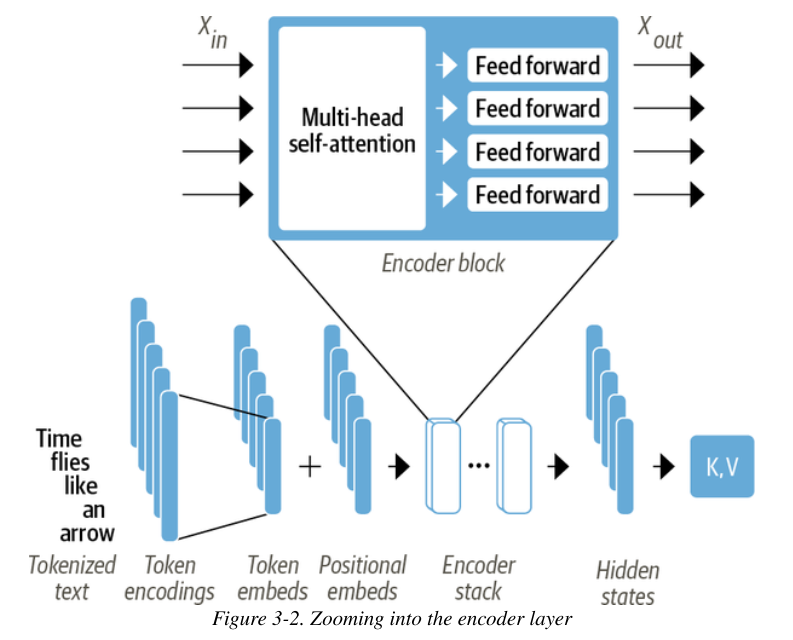 X in
X out
Multi-head
self-attention
Feed forward
Feed forward
Feed forward
Feed forward
Encoder block
Time
flies
like
an
arrow
+
...
K,V
Tokenized
text
Token
encodings
Token
embeds
Positional
embeds
Encoder
stack
Hidden
states
Figure 3-2. Zooming into the encoder layer